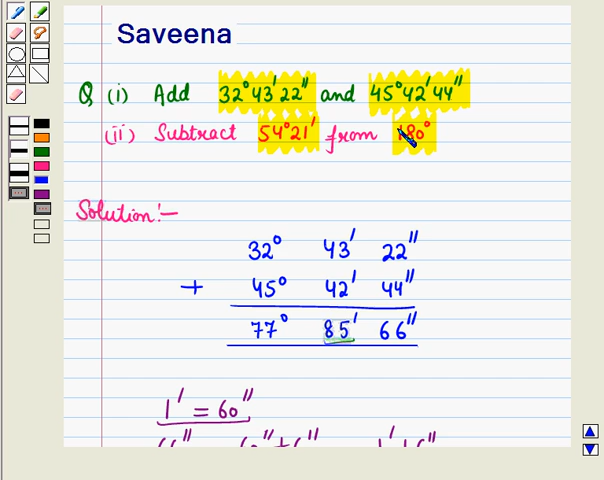 Saveena
Q (i) Add 32°43'22" and 45°42'44"
(ii) Subtract 54°21' from 180°
Solution:-
32° 43' 22"
+ 45° 42' 44"
77° 85' 66"
1' = 60"